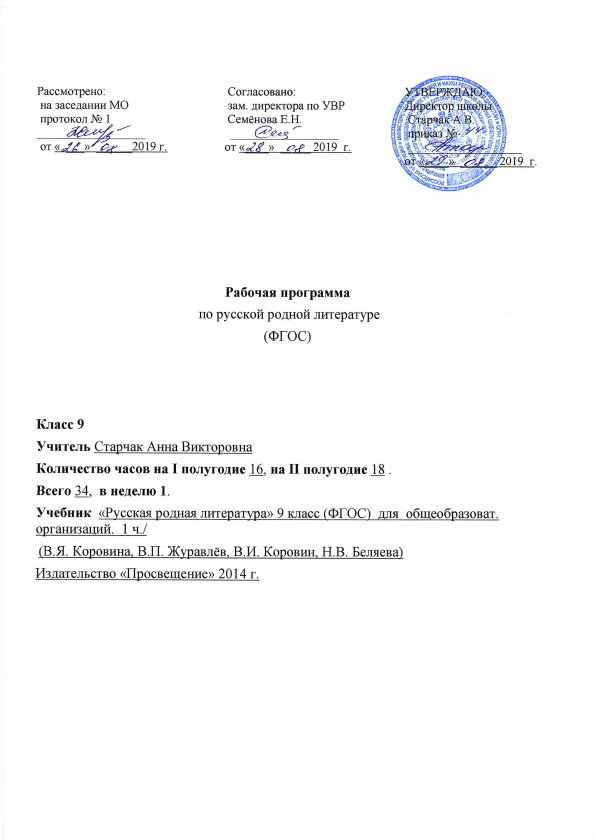 Рассмотрено:
на заседании МО
протокол № 1
от «26» 08 2019 г.
Согласовано:
зам. директора по УВР
Семёнова Е.Н.
от «28» 08 2019 г.
УТВЕРЖДАЮ:
Директор школы
Старчак А.В.
приказ №
от «29» 08 2019 г.
Рабочая программа
по русской родной литературе
(ФГОС)
Класс 9
Учитель Старчак Анна Викторовна
Количество часов на I полугодие 16, на II полугодие 18 .
Всего 34, в неделю 1.
Учебник «Русская родная литература» 9 класс (ФГОС) для общеобразоват.
организаций. 1 ч./
(В.Я. Коровина, В.П. Журавлёв, В.И. Коровин, Н.В. Беляева)
Издательство «Просвещение» 2014 г.